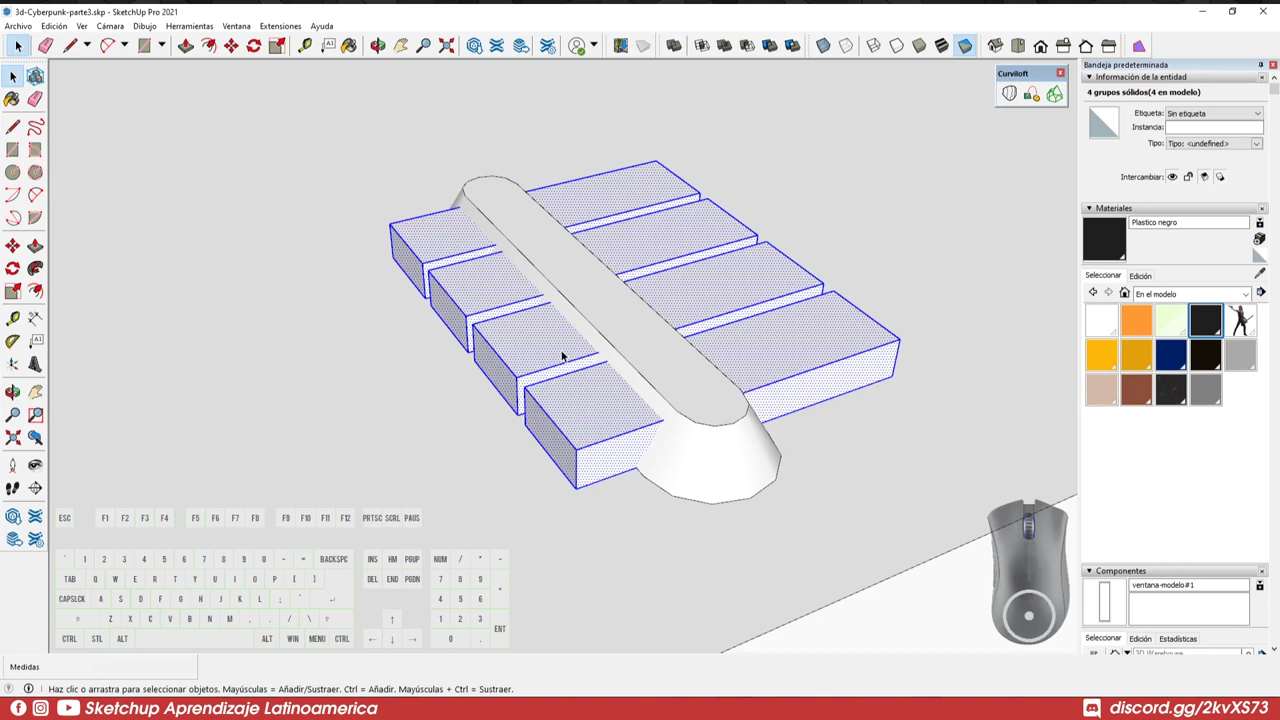 3d-Cyberpunk-parte3.skp - SketchUp Pro 2021
Archivo Edición Ver Cámara Dibujo Herramientas Ventana Extensiones Ayuda
Curviloft
Bandeja predeterminada
Información de la entidad
4 grupos sólidos(4 en modelo)
Etiqueta: Sin etiqueta
Instancia:
Tipo: Tipo: <undefined>
Intercambiar:
Materiales
Plastico negro
Seleccionar Edición
En el modelo
Componentes
ventana-modelo#1
Seleccionar Edición Estadísticas
3D Warehouse
ESC F1 F2 F3 F4 F5 F6 F7 F8 F9 F10 F11 F12 PRTSC SCRL PAUS
` 1 2 3 4 5 6 7 8 9 0 - = BACKSPC INS HM PGUP NUM / * -
TAB Q W E R T Y U I O P [ ] DEL END PGDN 7 8 9 +
CAPSLCK A S D F G H J K L ; ' 4 5 6
Z X C V B N M , . / \ 1 2 3 ENT
CTRL STL ALT ALT WIN MENU CTRL 0 .
Medidas
Haz clic o arrastra para seleccionar objetos. Mayúsculas = Añadir/Sustraer. Ctrl = Añadir. Mayúsculas + Ctrl = Sustraer.
Sketchup Aprendizaje Latinoamerica
discord.gg/2kvXS73